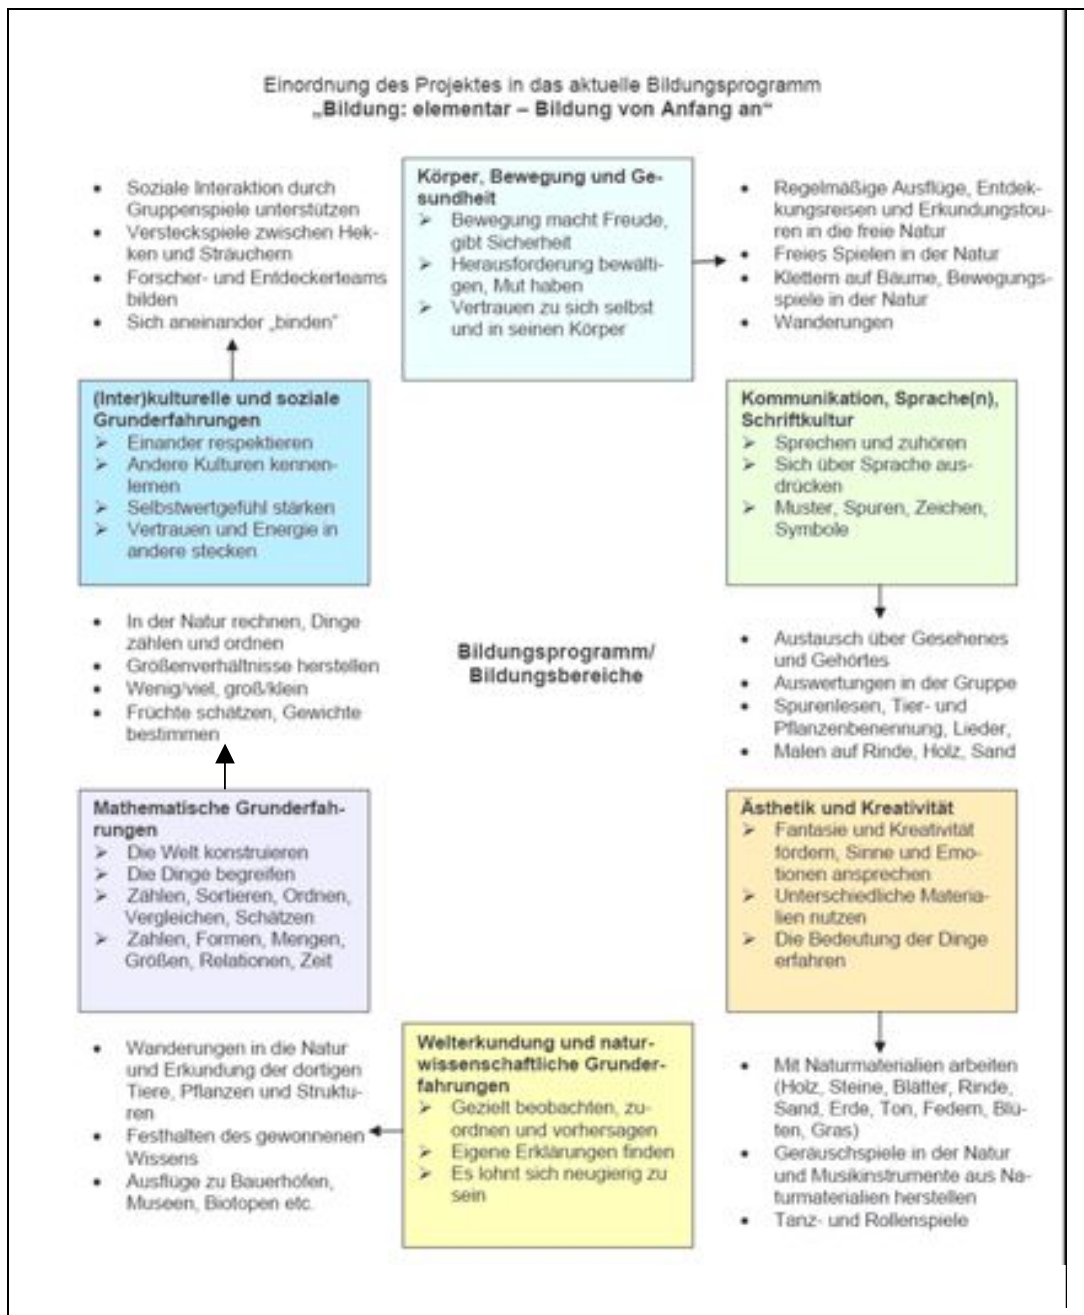 Einordnung des Projektes in das aktuelle Bildungsprogramm
„Bildung: elementar – Bildung von Anfang an“
• Soziale Interaktion durch
Gruppenspiele unterstützen
• Versteckspiele zwischen Hek-
ken und Sträuchern
• Forscher- und Entdeckerteams
bilden
• Sich aneinander „binden“
Körper, Bewegung und Ge-
sundheit
➢ Bewegung macht Freude,
gibt Sicherheit
➢ Herausforderung bewälti-
gen, Mut haben
➢ Vertrauen zu sich selbst
und in seinen Körper
• Regelmäßige Ausflüge, Entdek-
kungsreisen und Erkundungstou-
ren in die freie Natur
• Freies Spielen in der Natur
• Klettern auf Bäume, Bewegungs-
spiele in der Natur
• Wanderungen
(Inter)kulturelle und soziale
Grunderfahrungen
➢ Einander respektieren
➢ Andere Kulturen kennen-
lernen
➢ Selbstwertgefühl stärken
➢ Vertrauen und Energie in
andere stecken
Kommunikation, Sprache(n),
Schriftkultur
➢ Sprechen und zuhören
➢ Sich über Sprache aus-
drücken
➢ Muster, Spuren, Zeichen,
Symbole
• In der Natur rechnen, Dinge
zählen und ordnen
• Größenverhältnisse herstellen
• Wenig/viel, groß/klein
• Früchte schätzen, Gewichte
bestimmen
Bildungsprogramm/
Bildungsbereiche
• Austausch über Gesehenes
und Gehörtes
• Auswertungen in der Gruppe
• Spurenlesen, Tier- und
Pflanzenbenennung, Lieder,
• Malen auf Rinde, Holz, Sand
Mathematische Grunderfah-
rungen
➢ Die Welt konstruieren
➢ Die Dinge begreifen
➢ Zählen, Sortieren, Ordnen,
Vergleichen, Schätzen
➢ Zahlen, Formen, Mengen,
Größen, Relationen, Zeit
Ästhetik und Kreativität
➢ Fantasie und Kreativität
fördern, Sinne und Emo-
tionen ansprechen
➢ Unterschiedliche Materia-
lien nutzen
➢ Die Bedeutung der Dinge
erfahren
• Wanderungen in die Natur
und Erkundung der dortigen
Tiere, Pflanzen und Struktu-
ren
• Festhalten des gewonnenen
Wissens
• Ausflüge zu Bauerhöfen,
Museen, Biotopen etc.
Welterkundung und natur-
wissenschaftliche Grunder-
fahrungen
➢ Gezielt beobachten, zu-
ordnen und vorhersagen
➢ Eigene Erklärungen finden
➢ Es lohnt sich neugierig zu
sein
• Mit Naturmaterialien arbeiten
(Holz, Steine, Blätter, Rinde,
Sand, Erde, Ton, Federn, Blü-
ten, Gras)
• Geräuschspiele in der Natur
und Musikinstrumente aus Na-
turmaterialien herstellen
• Tanz- und Rollenspiele